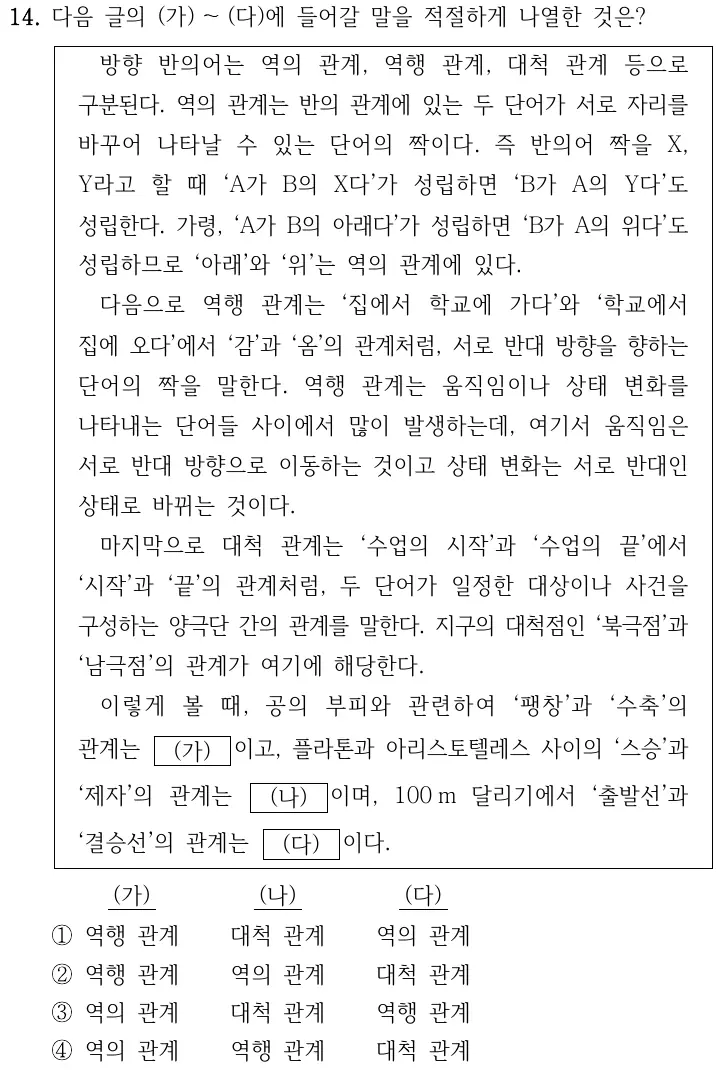 14. 다음 글의 (가) ~ (다)에 들어갈 말을 적절하게 나열한 것은?
방향 반의어는 역의 관계, 역행 관계, 대척 관계 등으로
구분된다. 역의 관계는 반의 관계에 있는 두 단어가 서로 자리를
바꾸어 나타날 수 있는 단어의 짝이다. 즉 반의어 짝을 X,
Y라고 할 때 ‘A가 B의 X다’가 성립하면 ‘B가 A의 Y다’도
성립한다. 가령, ‘A가 B의 아래다’가 성립하면 ‘B가 A의 위다’도
성립하므로 ‘아래’와 ‘위’는 역의 관계에 있다.
다음으로 역행 관계는 ‘집에서 학교에 가다’와 ‘학교에서
집에 오다’에서 ‘감’과 ‘옴’의 관계처럼, 서로 반대 방향을 향하는
단어의 짝을 말한다. 역행 관계는 움직임이나 상태 변화를
나타내는 단어들 사이에서 많이 발생하는데, 여기서 움직임은
서로 반대 방향으로 이동하는 것이고 상태 변화는 서로 반대인
상태로 바뀌는 것이다.
마지막으로 대척 관계는 ‘수업의 시작’과 ‘수업의 끝’에서
‘시작’과 ‘끝’의 관계처럼, 두 단어가 일정한 대상이나 사건을
구성하는 양극단 간의 관계를 말한다. 지구의 대척점인 ‘북극점’과
‘남극점’의 관계가 여기에 해당한다.
이렇게 볼 때, 공의 부피와 관련하여 ‘팽창’과 ‘수축’의
관계는 (가) 이고, 플라톤과 아리스토텔레스 사이의 ‘스승’과
‘제자’의 관계는 (나) 이며, 100 m 달리기에서 ‘출발선’과
‘결승선’의 관계는 (다) 이다.
(가) (나) (다)
① 역행 관계 대척 관계 역의 관계
② 역행 관계 역의 관계 대척 관계
③ 역의 관계 대척 관계 역행 관계
④ 역의 관계 역행 관계 대척 관계